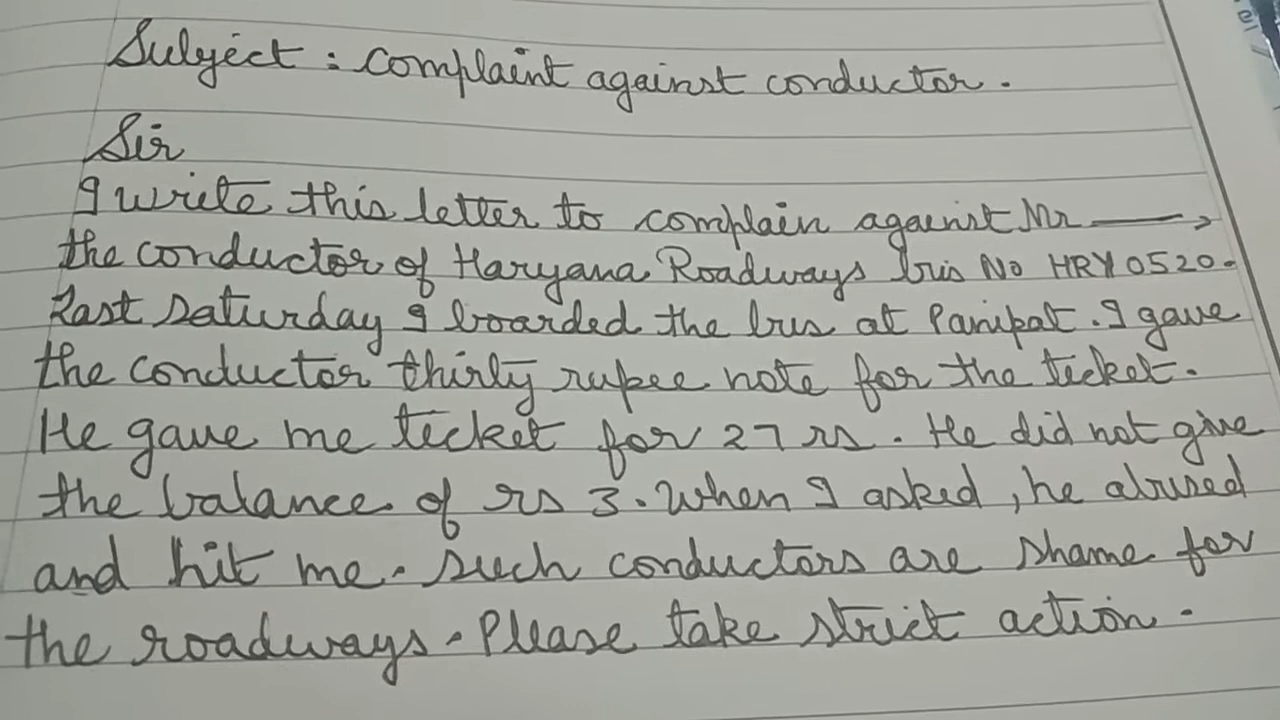 Subject : Complaint against conductor.
Sir
I write this letter to complain against Mr ⟶
the conductor of Haryana Roadways bus No HRY 0520.
Last Saturday I boarded the bus at Panipat. I gave
the conductor thirty rupee note for the ticket.
He gave me ticket for 27 rs. He did not give
the balance of rs 3. When I asked, he abused
and hit me. Such conductors are shame for
the roadways. Please take strict action.